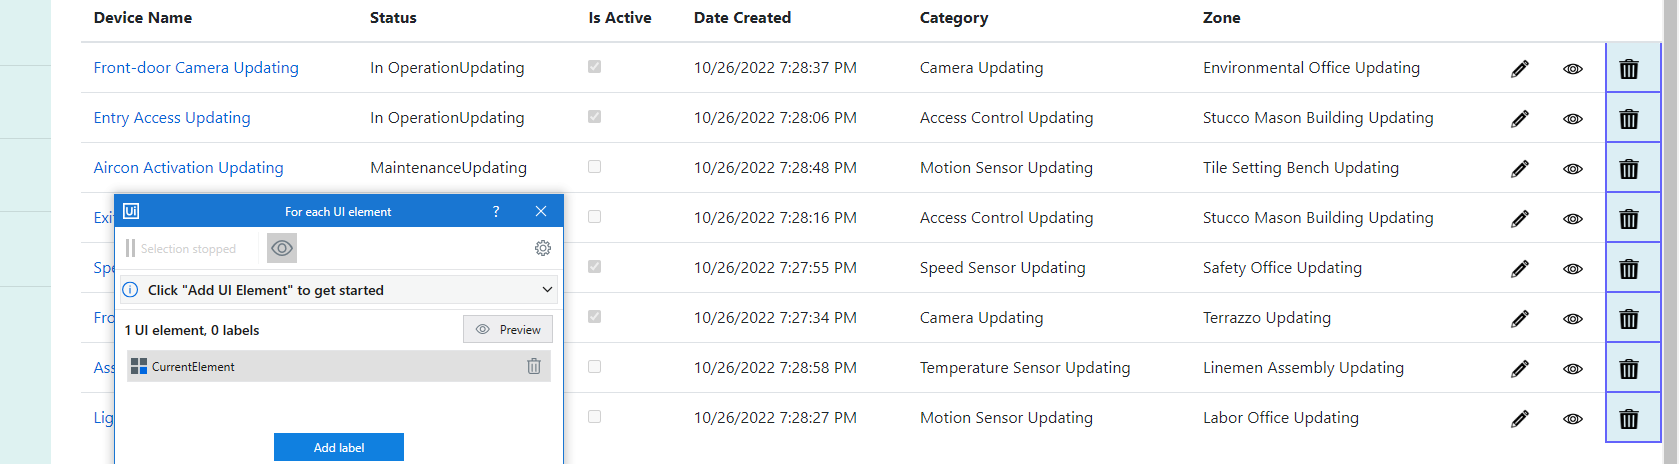 Device Name Status Is Active Date Created Category Zone
Front-door Camera Updating In OperationUpdating 10/26/2022 7:28:37 PM Camera Updating Environmental Office Updating
Entry Access Updating In OperationUpdating 10/26/2022 7:28:06 PM Access Control Updating Stucco Mason Building Updating
Aircon Activation Updating MaintenanceUpdating 10/26/2022 7:28:48 PM Motion Sensor Updating Tile Setting Bench Updating
Exi 10/26/2022 7:28:16 PM Access Control Updating Stucco Mason Building Updating
Spe 10/26/2022 7:27:55 PM Speed Sensor Updating Safety Office Updating
Fro 10/26/2022 7:27:34 PM Camera Updating Terrazzo Updating
Ass 10/26/2022 7:28:58 PM Temperature Sensor Updating Linemen Assembly Updating
Lig 10/26/2022 7:28:27 PM Motion Sensor Updating Labor Office Updating
Ui For each UI element ?
Selection stopped
Click "Add UI Element" to get started
1 UI element, 0 labels Preview
CurrentElement
Add label